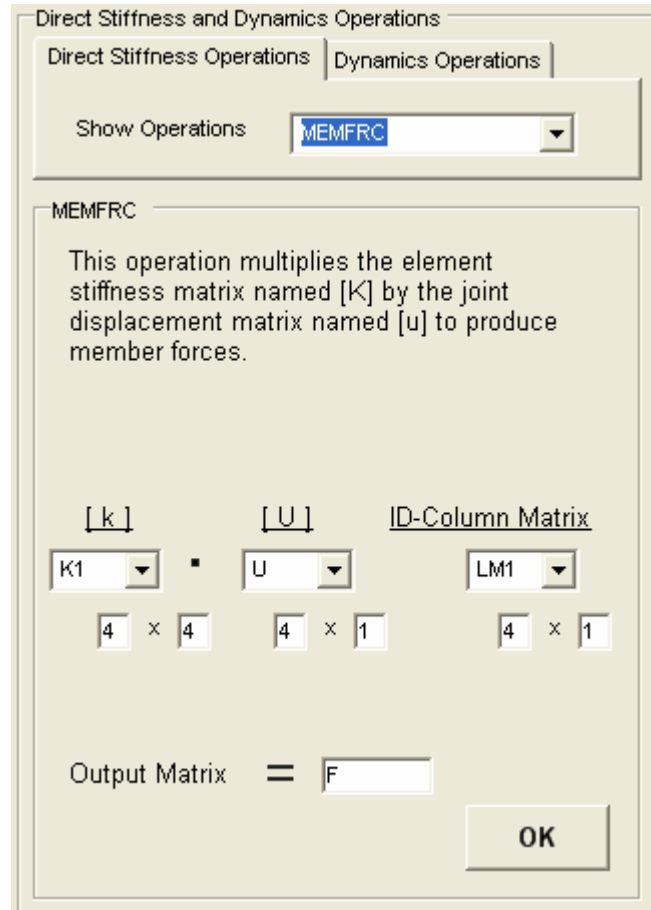 Direct Stiffness and Dynamics Operations
Direct Stiffness Operations Dynamics Operations
Show Operations MEMFRC
MEMFRC
This operation multiplies the element
stiffness matrix named [K] by the joint
displacement matrix named [u] to produce
member forces.
[ k ] [ U ] ID-Column Matrix
K1 ▪ U LM1
4 x 4 4 x 1 4 x 1
Output Matrix = F
OK